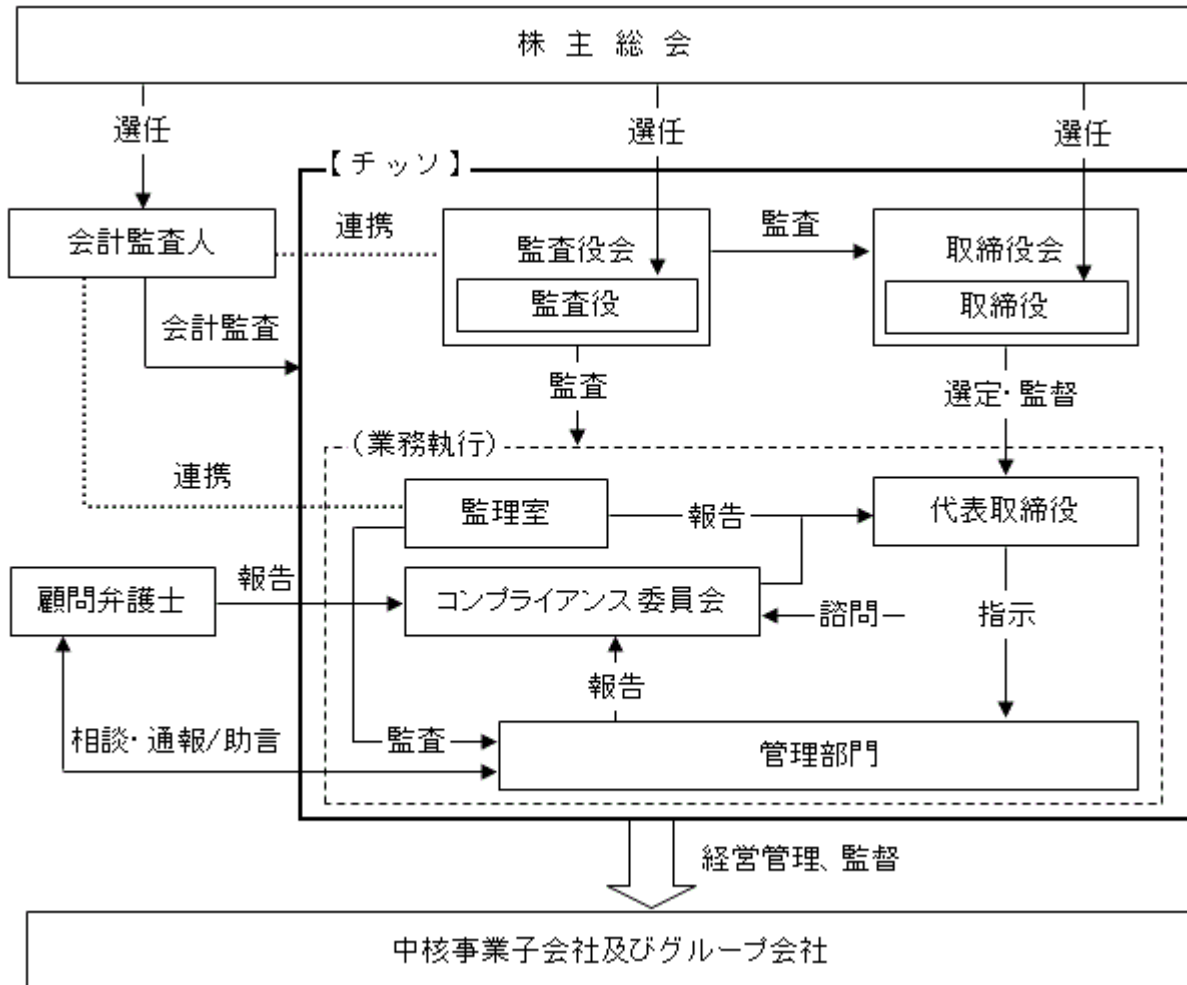 株主総会
選任
選任
選任
【チッソ】
会計監査人
連携
監査役会
監査
取締役会
監査役
取締役
会計監査
監査
選定・監督
(業務執行)
連携
監理室
報告
代表取締役
顧問弁護士
報告
コンプライアンス委員会
諮問
指示
報告
相談・通報/助言
監査
管理部門
経営管理、監督
中核事業子会社及びグループ会社